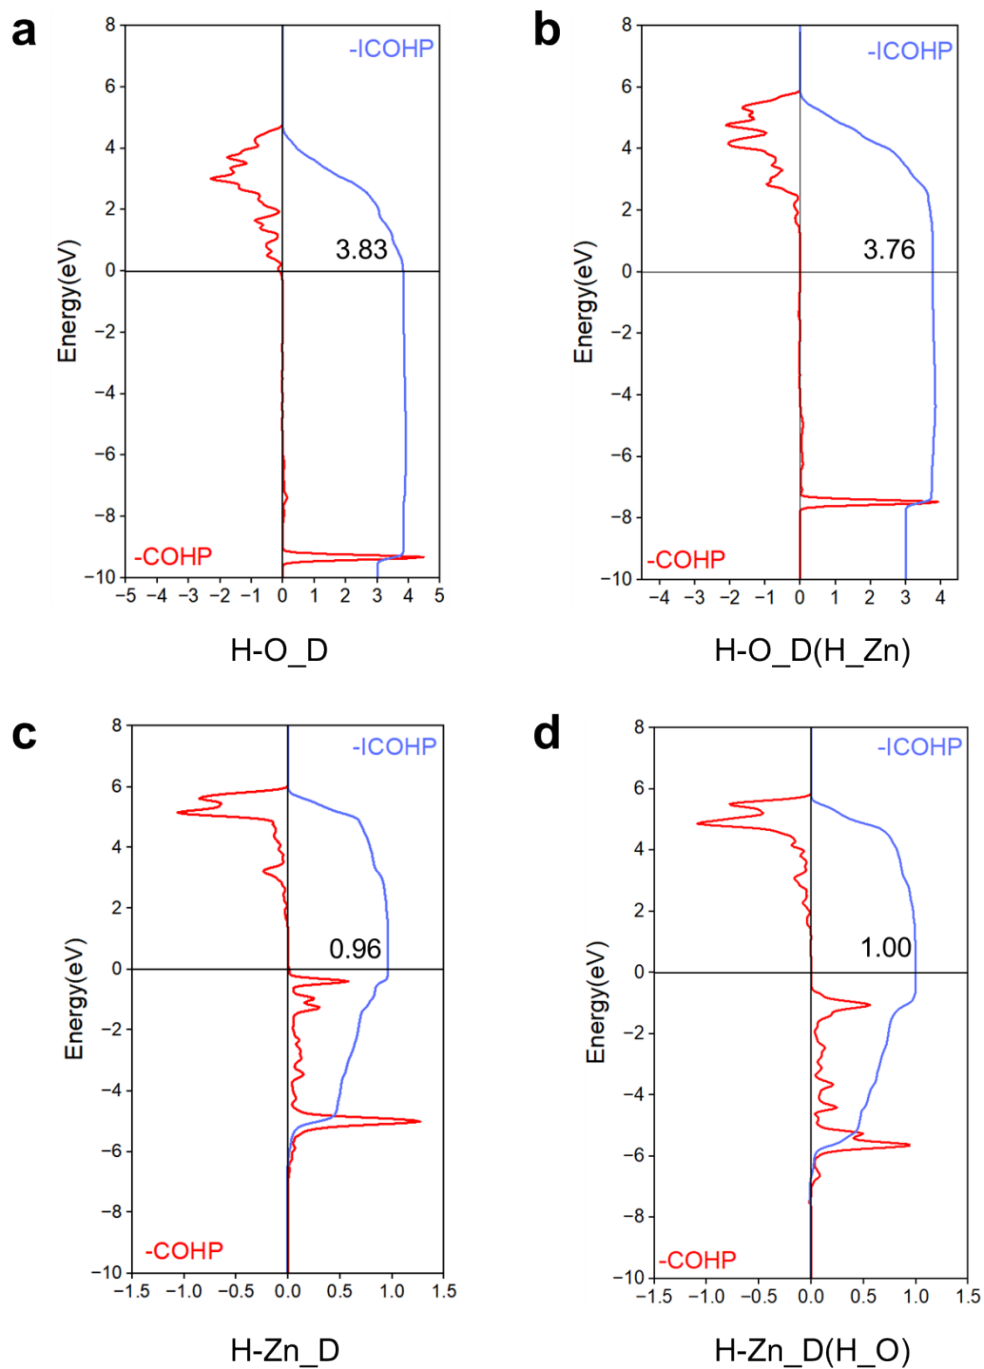 a
8
6
4
2
0
−2
−4
−6
−8
−10
Energy(eV)
-ICOHP
3.83
-COHP
−5 −4 −3 −2 −1 0 1 2 3 4 5
H-O_D
b
8
6
4
2
0
−2
−4
−6
−8
−10
Energy(eV)
-ICOHP
3.76
-COHP
−4 −3 −2 −1 0 1 2 3 4
H-O_D(H_Zn)
c
8
6
4
2
0
−2
−4
−6
−8
−10
Energy(eV)
-ICOHP
0.96
-COHP
−1.5 −1.0 −0.5 0.0 0.5 1.0 1.5
H-Zn_D
d
8
6
4
2
0
−2
−4
−6
−8
−10
Energy(eV)
-ICOHP
1.00
-COHP
−1.5 −1.0 −0.5 0.0 0.5 1.0 1.5
H-Zn_D(H_O)